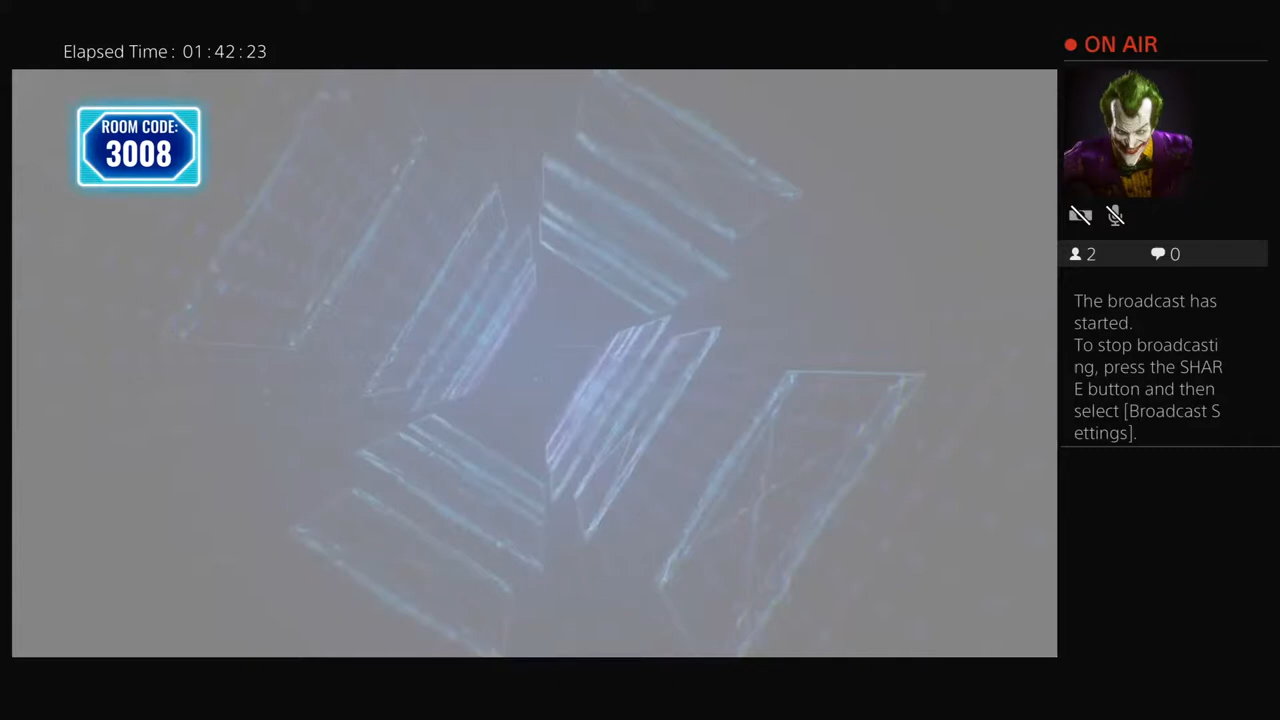 Elapsed Time: 01:42:23
ON AIR
ROOM CODE:
3008
2
0
The broadcast has
started.
To stop broadcasti
ng, press the SHAR
E button and then
select [Broadcast S
ettings].